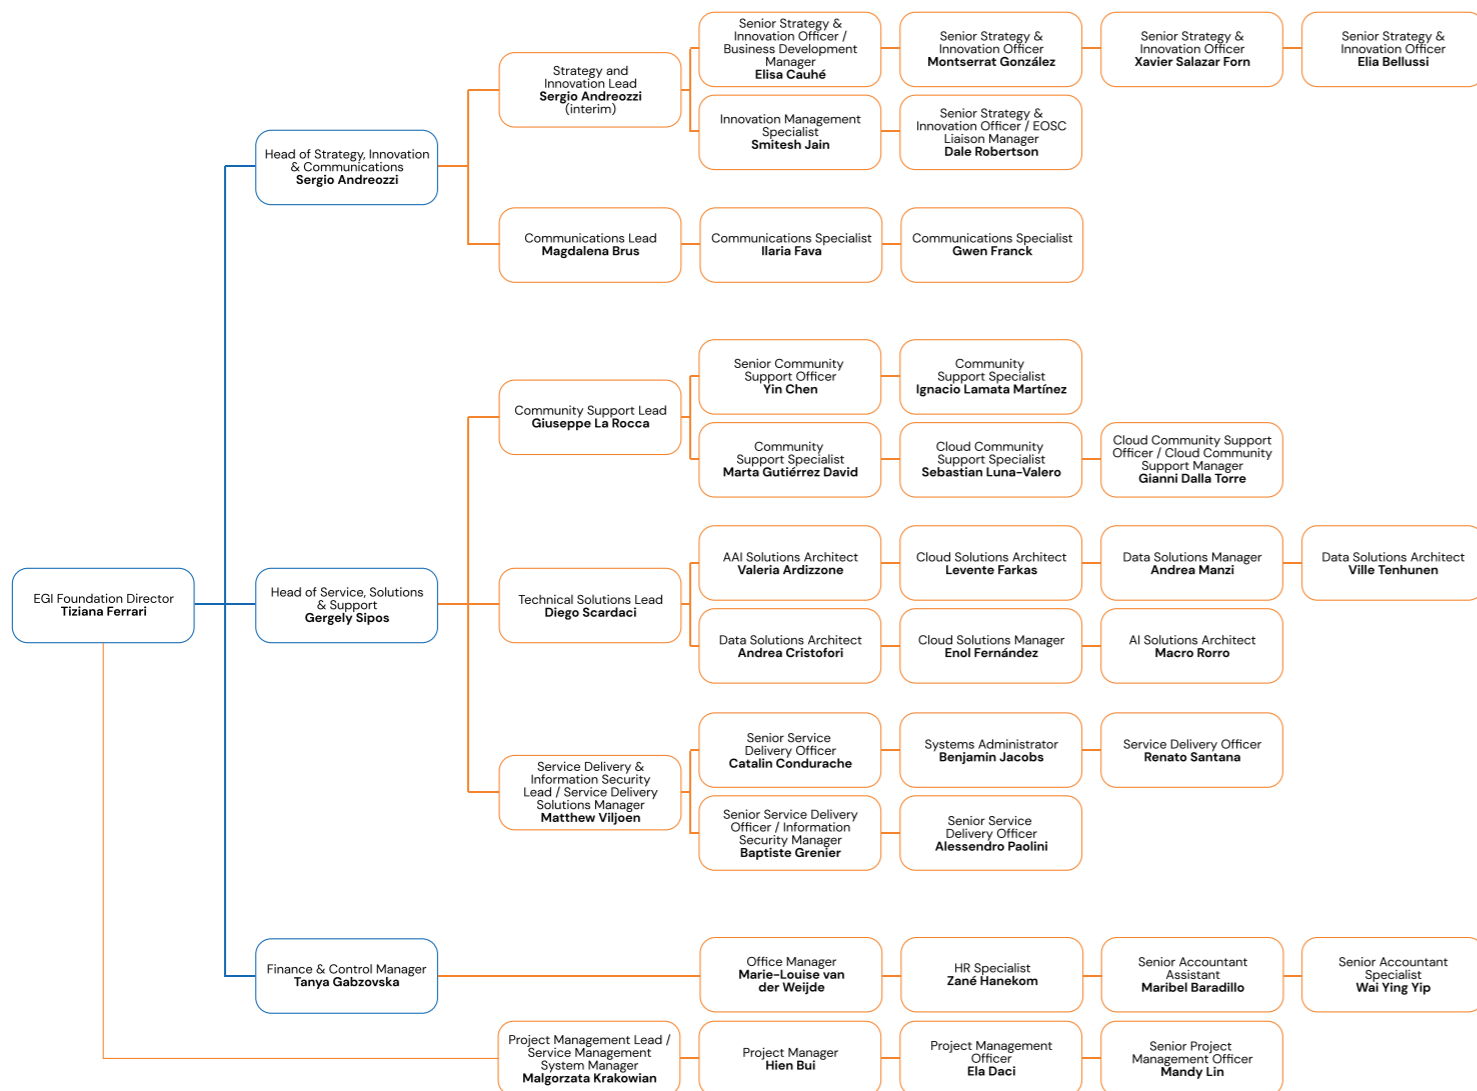 Senior Strategy &
Innovation Officer /
Business Development
Manager
Elisa Cauhé
Senior Strategy &
Innovation Officer
Montserrat González
Senior Strategy &
Innovation Officer
Xavier Salazar Forn
Senior Strategy &
Innovation Officer
Elia Bellussi
Strategy and
Innovation Lead
Sergio Andreozzi
(interim)
Innovation Management
Specialist
Smitesh Jain
Senior Strategy &
Innovation Officer / EOSC
Liaison Manager
Dale Robertson
Head of Strategy, Innovation
& Communications
Sergio Andreozzi
Communications Lead
Magdalena Brus
Communications Specialist
Ilaria Fava
Communications Specialist
Gwen Franck
Senior Community
Support Officer
Yin Chen
Community
Support Specialist
Ignacio Lamata Martínez
Community Support Lead
Giuseppe La Rocca
Community
Support Specialist
Marta Gutiérrez David
Cloud Community
Support Specialist
Sebastian Luna-Valero
Cloud Community Support
Officer / Cloud Community
Support Manager
Gianni Dalla Torre
AAI Solutions Architect
Valeria Ardizzone
Cloud Solutions Architect
Levente Farkas
Data Solutions Manager
Andrea Manzi
Data Solutions Architect
Ville Tenhunen
EGI Foundation Director
Tiziana Ferrari
Head of Service, Solutions
& Support
Gergely Sipos
Technical Solutions Lead
Diego Scardaci
Data Solutions Architect
Andrea Cristofori
Cloud Solutions Manager
Enol Fernández
AI Solutions Architect
Macro Rorro
Senior Service
Delivery Officer
Catalin Condurache
Systems Administrator
Benjamin Jacobs
Service Delivery Officer
Renato Santana
Service Delivery &
Information Security
Lead / Service Delivery
Solutions Manager
Matthew Viljoen
Senior Service Delivery
Officer / Information
Security Manager
Baptiste Grenier
Senior Service
Delivery Officer
Alessendro Paolini
Finance & Control Manager
Tanya Gabzovska
Office Manager
Marie-Louise van
der Weijde
HR Specialist
Zané Hanekom
Senior Accountant
Assistant
Maribel Baradillo
Senior Accountant
Specialist
Wai Ying Yip
Project Management Lead /
Service Management
System Manager
Malgorzata Krakowian
Project Manager
Hien Bui
Project Management
Officer
Ela Daci
Senior Project
Management Officer
Mandy Lin